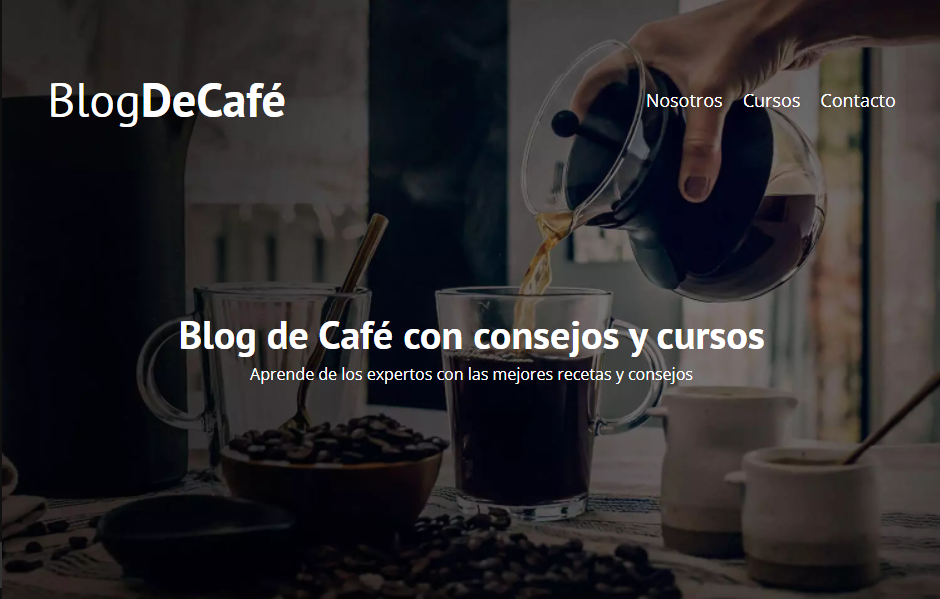 BlogDeCafé
Nosotros Cursos Contacto
Blog de Café con consejos y cursos
Aprende de los expertos con las mejores recetas y consejos